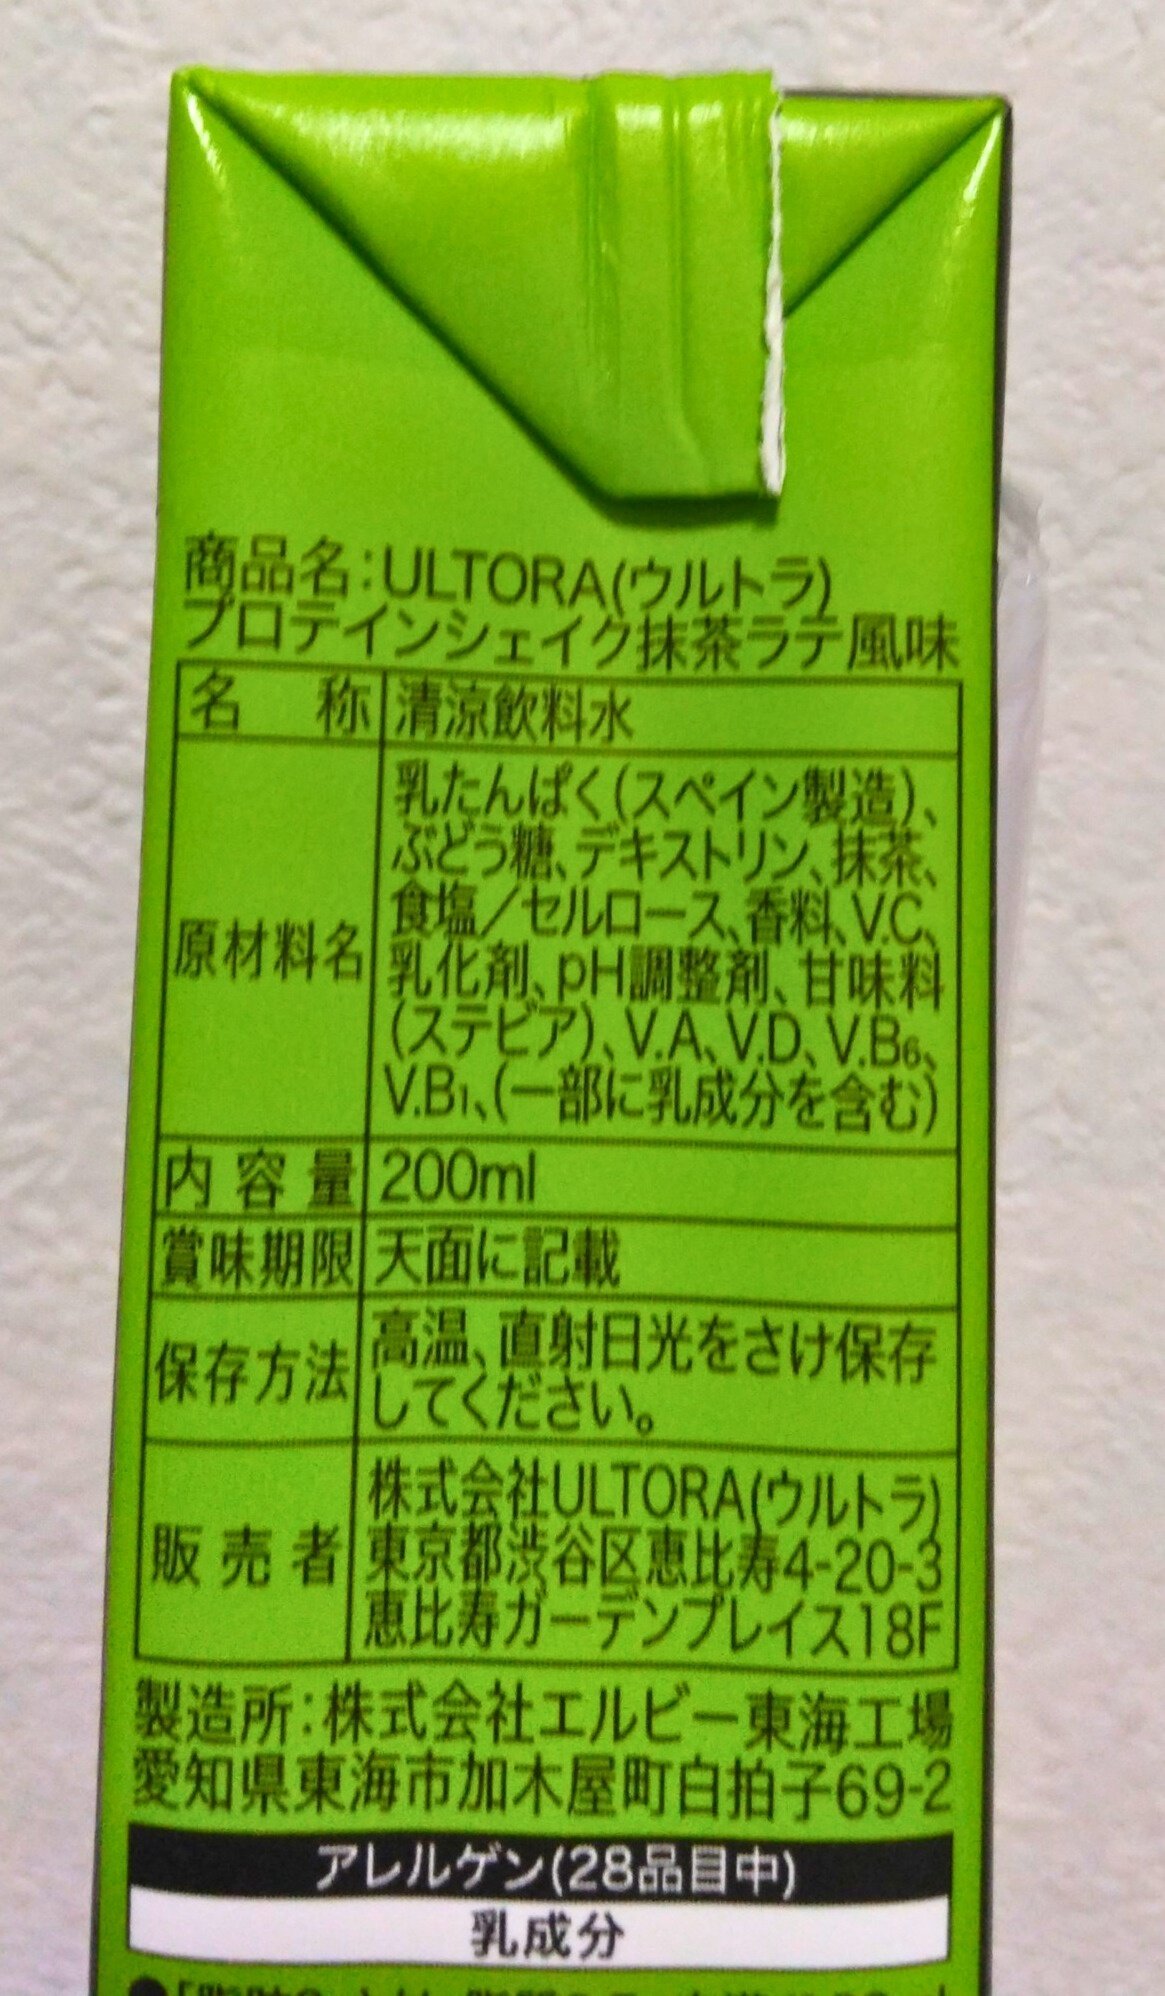 商品名:ULTORA(ウルトラ)
プロテインシェイク抹茶ラテ風味
名称 清涼飲料水
原材料名
乳たんぱく(スペイン製造)、
ぶどう糖、デキストリン、抹茶、
食塩/セルロース、香料、V.C、
乳化剤、pH調整剤、甘味料
(ステビア)、V.A、V.D、V.B6、
V.B1、(一部に乳成分を含む)
内容量 200ml
賞味期限 天面に記載
保存方法
高温、直射日光をさけ保存
してください。
販売者
株式会社ULTORA(ウルトラ)
東京都渋谷区恵比寿4-20-3
恵比寿ガーデンプレイス18F
製造所:株式会社エルビー東海工場
愛知県東海市加木屋町白拍子69-2
アレルゲン(28品目中)
乳成分